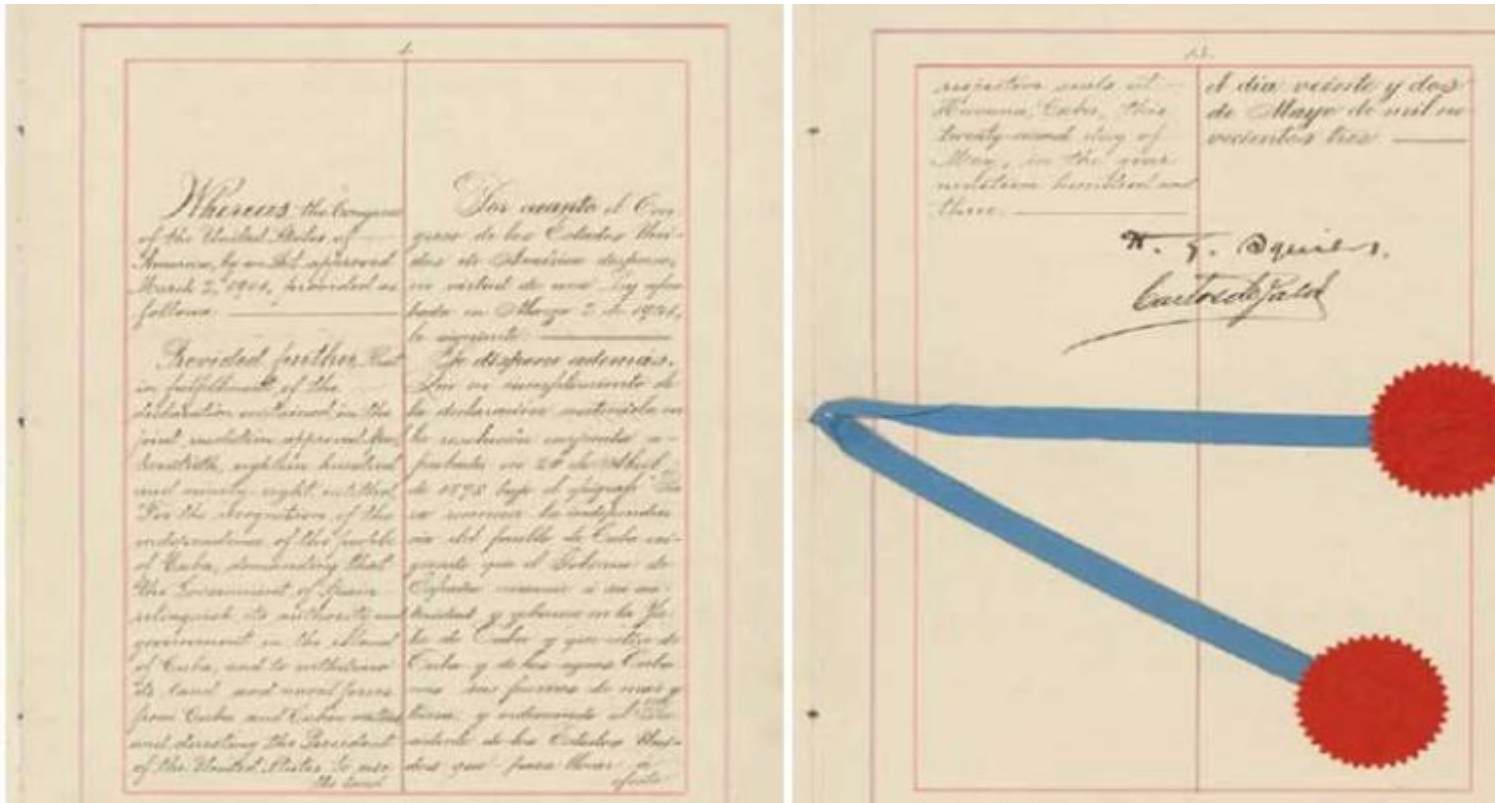 1.
Whereas the Congress
of the United States of
America, by an Act approved
March 2, 1901, provided as
follows:
Provided further, That
in fulfillment of the
declaration contained in the
joint resolution approved
twentieth, eighteen hundred
and ninety eight, entitled
"For the recognition of the
independence of the people
of Cuba, demanding that
the Government of Spain
relinquish its authority and
government in the island
of Cuba, and to withdraw
its land and naval forces
from Cuba and Cuban waters
and directing the President
of the United States to use
the land
Por cuanto el Con-
greso de los Estados Uni-
dos de América dispuso,
en virtud de una Ley apro-
bada en Marzo 2 de 1901,
lo siguiente:
Se dispone además,
Que en cumplimiento de
la declaración contenida en
la resolución conjunta a-
probada en 20 de Abril
de 1898 bajo el epígrafe
la independen-
cia del pueblo de Cuba exi-
giendo que el Gobierno de
España renuncie á su au-
toridad y gobierno en la Is-
la de Cuba y que retire de
Cuba y de las aguas Cuba-
nas sus fuerzas de mar y
tierra y ordenando al
de los Estados Uni-
dos que para llevar a
efecto
13.
respective seals at
Havana, Cuba, this
twenty-second day of
May, in the year
nineteen hundred and
three.
el dia veinte y dos
de Mayo de mil no
vecientos tres
H. G. Squiers.
Carlos de Zaldo